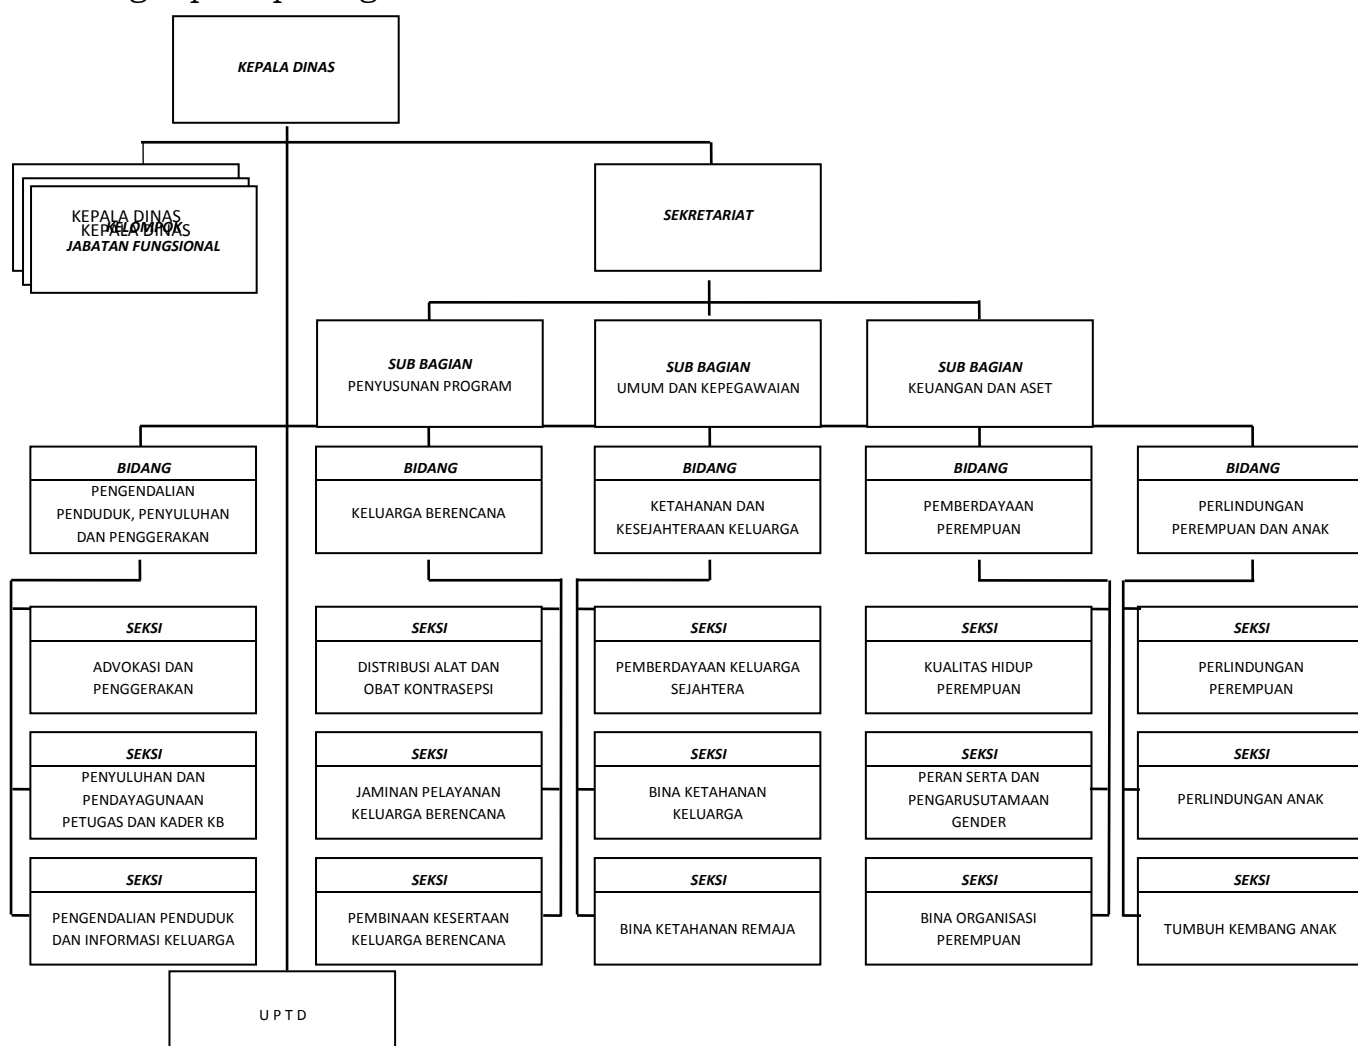 KEPALA DINAS
KEPALA DINAS
KEPALA DINAS
KELOMPOK
JABATAN FUNGSIONAL
SEKRETARIAT
SUB BAGIAN
PENYUSUNAN PROGRAM
SUB BAGIAN
UMUM DAN KEPEGAWAIAN
SUB BAGIAN
KEUANGAN DAN ASET
BIDANG
PENGENDALIAN
PENDUDUK, PENYULUHAN
DAN PENGGERAKAN
BIDANG
KELUARGA BERENCANA
BIDANG
KETAHANAN DAN
KESEJAHTERAAN KELUARGA
BIDANG
PEMBERDAYAAN
PEREMPUAN
BIDANG
PERLINDUNGAN
PEREMPUAN DAN ANAK
SEKSI
ADVOKASI DAN
PENGGERAKAN
SEKSI
DISTRIBUSI ALAT DAN
OBAT KONTRASEPSI
SEKSI
PEMBERDAYAAN KELUARGA
SEJAHTERA
SEKSI
KUALITAS HIDUP
PEREMPUAN
SEKSI
PERLINDUNGAN
PEREMPUAN
SEKSI
PENYULUHAN DAN
PENDAYAGUNAAN
PETUGAS DAN KADER KB
SEKSI
JAMINAN PELAYANAN
KELUARGA BERENCANA
SEKSI
BINA KETAHANAN
KELUARGA
SEKSI
PERAN SERTA DAN
PENGARUSUTAMAAN
GENDER
SEKSI
PERLINDUNGAN ANAK
SEKSI
PENGENDALIAN PENDUDUK
DAN INFORMASI KELUARGA
SEKSI
PEMBINAAN KESERTAAN
KELUARGA BERENCANA
SEKSI
BINA KETAHANAN REMAJA
SEKSI
BINA ORGANISASI
PEREMPUAN
SEKSI
TUMBUH KEMBANG ANAK
U P T D